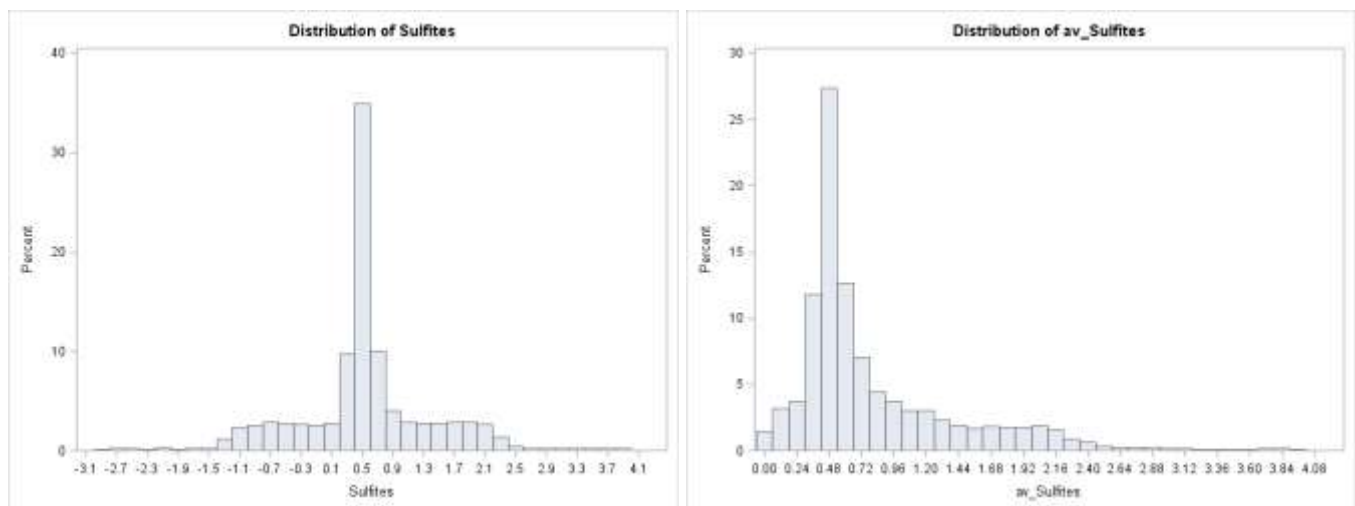 Distribution of Sulfites
40
30
20
10
0
Percent
-3.1 -2.7 -2.3 -1.9 -1.5 -1.1 -0.7 -0.3 0.1 0.5 0.9 1.3 1.7 2.1 2.5 2.9 3.3 3.7 4.1
Sulfites
Distribution of av_Sulfites
30
25
20
15
10
5
0
Percent
0.00 0.24 0.48 0.72 0.96 1.20 1.44 1.68 1.92 2.16 2.40 2.64 2.88 3.12 3.36 3.60 3.84 4.08
av_Sulfites